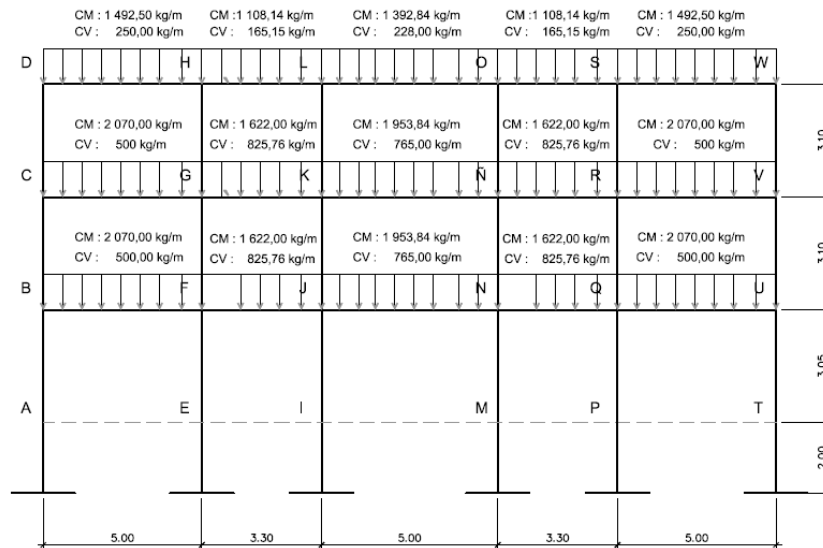 CM : 1 492,50 kg/m CM :1 108,14 kg/m CM : 1 392,84 kg/m CM : 1 108,14 kg/m CM : 1 492,50 kg/m
CV : 250,00 kg/m CV : 165,15 kg/m CV : 228,00 kg/m CV : 165,15 kg/m CV : 250,00 kg/m
D H L O S W
CM : 2 070,00 kg/m CM : 1 622,00 kg/m CM : 1 953,84 kg/m CM : 1 622,00 kg/m CM : 2 070,00 kg/m
CV : 500 kg/m CV : 825,76 kg/m CV : 765,00 kg/m CV : 825,76 kg/m CV : 500 kg/m
3.10
C G K Ñ R V
CM : 2 070,00 kg/m CM : 1 622,00 kg/m CM : 1 953,84 kg/m CM : 1 622,00 kg/m CM : 2 070,00 kg/m
CV : 500,00 kg/m CV : 825,76 kg/m CV : 765,00 kg/m CV : 825,76 kg/m CV : 500,00 kg/m
3.10
B F J N Q U
3.05
A E I M P T
2.00
5.00 3.30 5.00 3.30 5.00